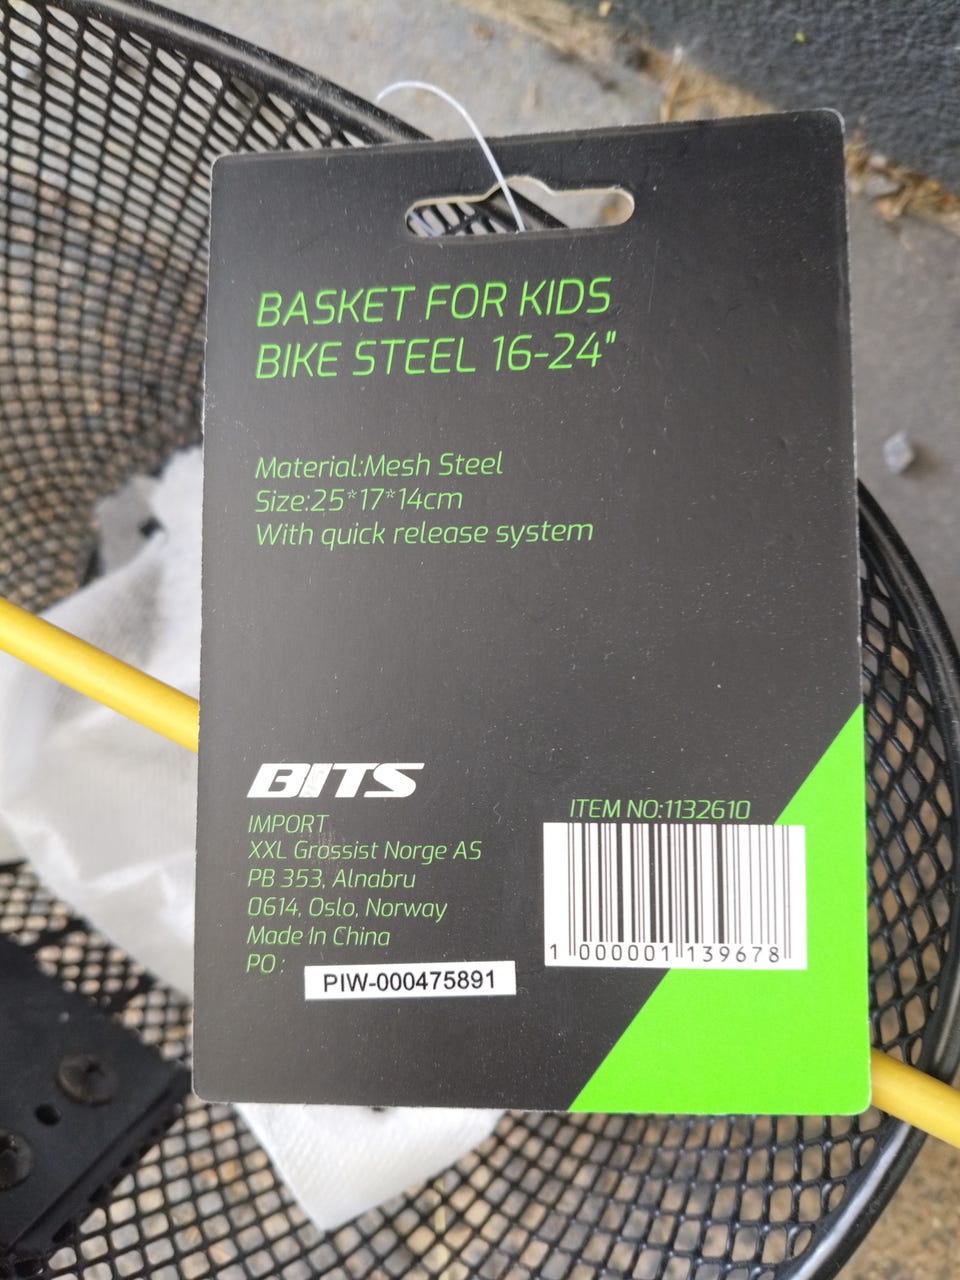 BASKET FOR KIDS
BIKE STEEL 16-24"
Material:Mesh Steel
Size:25*17*14cm
With quick release system
BITS
IMPORT
XXL Grossist Norge AS
PB 353, Alnabru
0614, Oslo, Norway
Made In China
PO :
PIW-000475891
ITEM NO:1132610
1 000001 139678